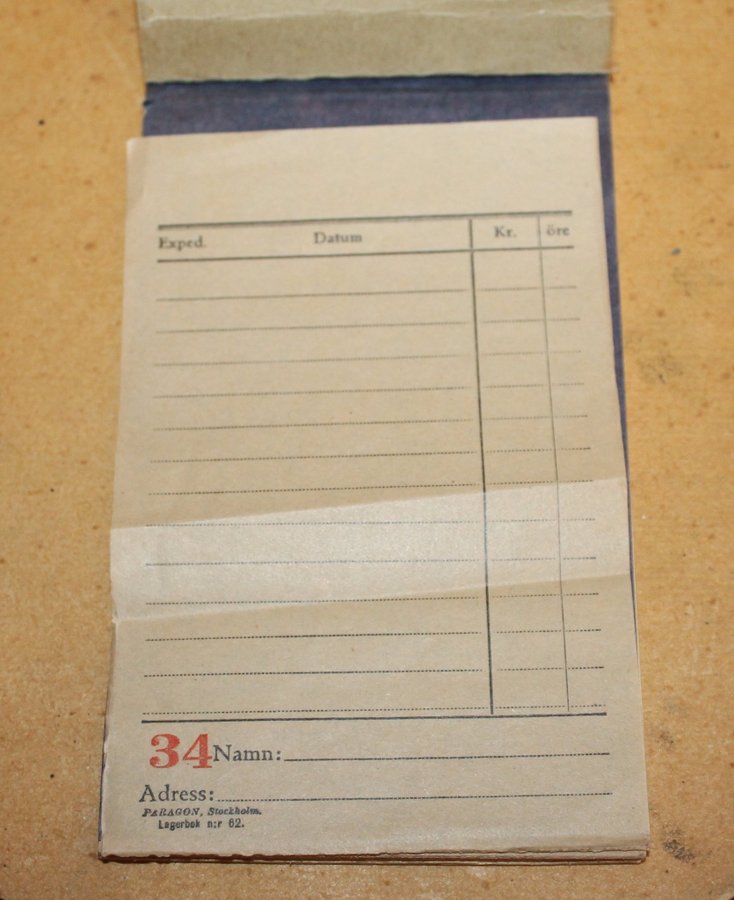 Exped. Datum Kr. öre
34 Namn:
Adress:
PARAGON, Stockholm.
Lagerbok n:r 62.